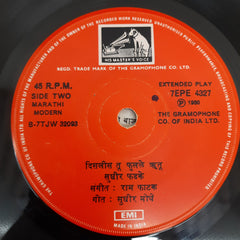 HIS MASTER'S VOICE
REGD. TRADE MARK OF THE GRAMOPHONE CO. LTD.
45 R.P.M.
SIDE TWO
MARATHI
MODERN
B-7TJW 32093
EXTENDED PLAY
7EPE 4327
Ⓟ 1980
THE GRAMOPHONE
CO. OF INDIA LTD.
दिसलीस तू फुलले ऋतू
सुधीर फडके
संगीत : राम फाटक
गीत : सुधीर मोघे
EMI
MADE IN INDIA